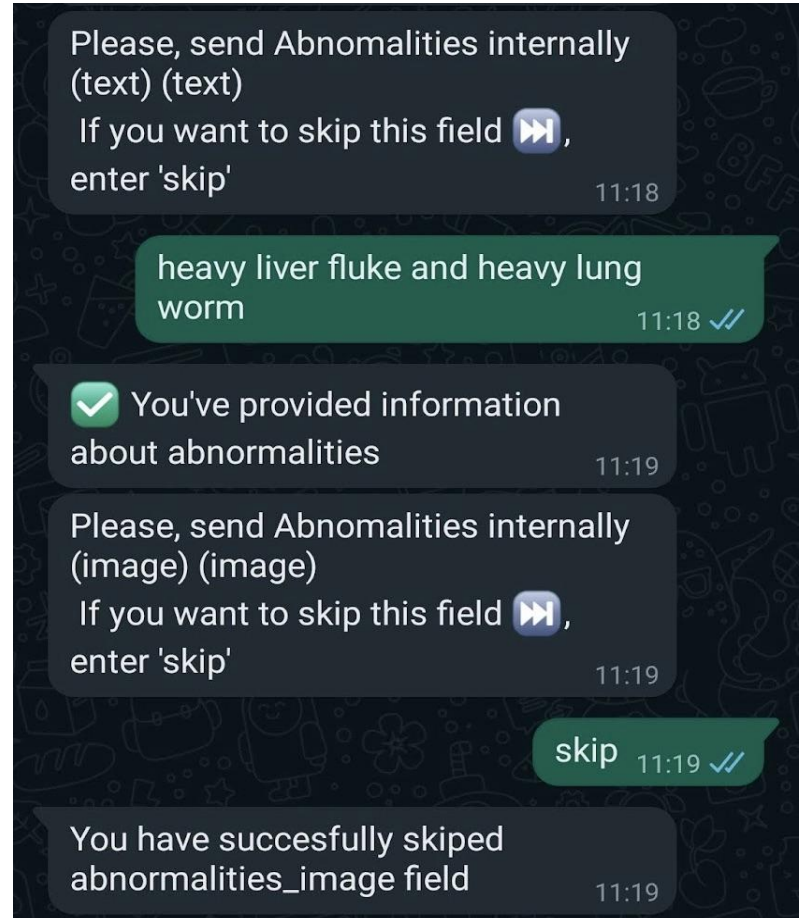 Please, send Abnomalities internally
(text) (text)
If you want to skip this field ⏭️,
enter 'skip'
11:18
heavy liver fluke and heavy lung
worm
11:18
✅ You've provided information
about abnormalities
11:19
Please, send Abnomalities internally
(image) (image)
If you want to skip this field ⏭️,
enter 'skip'
11:19
skip 11:19
You have succesfully skiped
abnormalities_image field
11:19